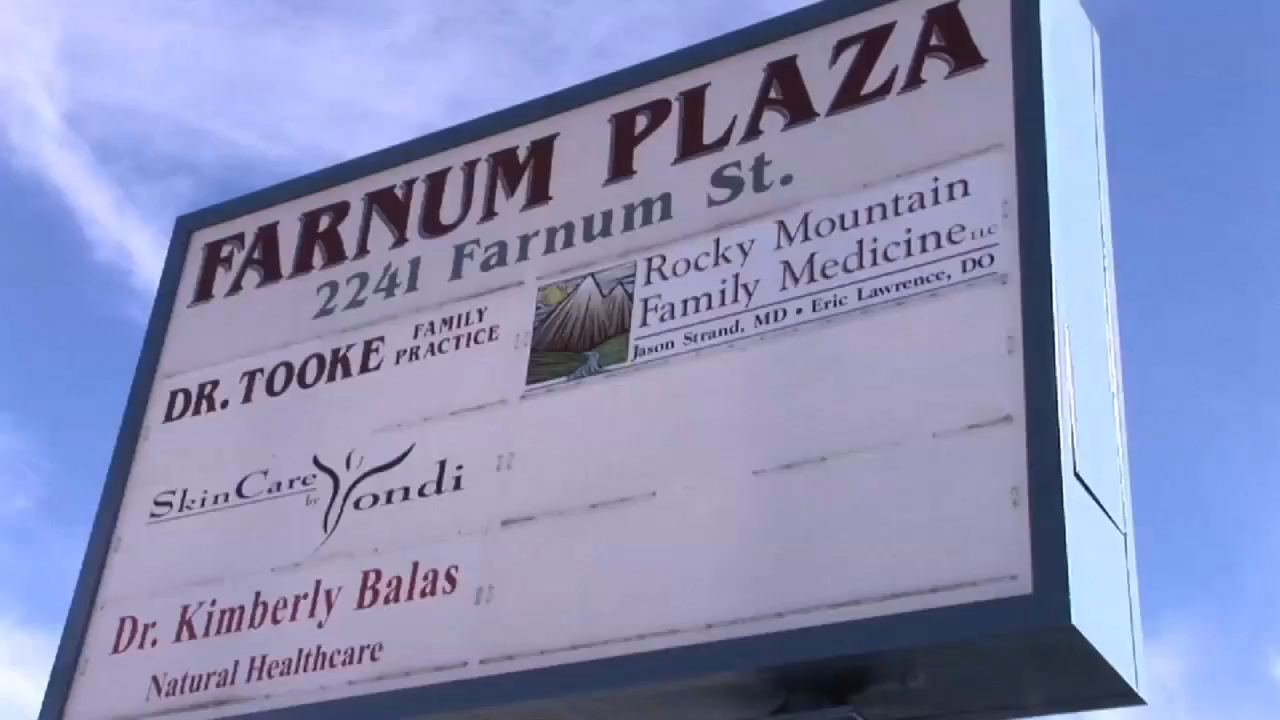 FARNUM PLAZA
2241 Farnum St.
DR. TOOKE FAMILY PRACTICE
Rocky Mountain
Family Medicine LLC
Jason Strand, MD • Eric Lawrence, DO
SkinCare by Yondi
Dr. Kimberly Balas
Natural Healthcare